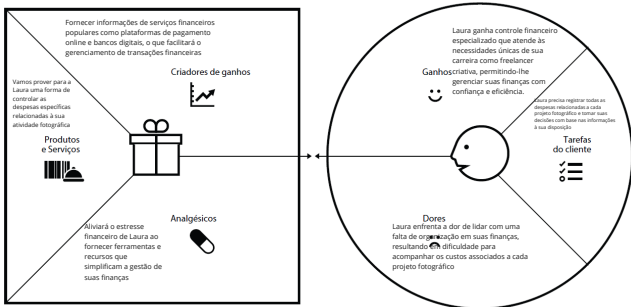 Fornecer informações de serviços financeiros
populares como plataformas de pagamento
online e bancos digitais, o que facilitará o
gerenciamento de transações financeiras
Criadores de ganhos
Vamos prover para a
Laura uma forma de
controlar as
despesas específicas
relacionadas à sua
atividade fotográfica
Produtos
e Serviços
Analgésicos
Aliviará o estresse
financeiro de Laura ao
fornecer ferramentas e
recursos que
simplificam a gestão de
suas finanças
Laura ganha controle financeiro
especializado que atende às
necessidades únicas de sua
carreira como freelancer
criativa, permitindo-lhe
gerenciar suas finanças com
confiança e eficiência.
Ganhos
Laura precisa registrar todas as
despesas relacionadas a cada
projeto fotográfico e tomar suas
decisões com base nas informações
à sua disposição
Tarefas
do cliente
Dores
Laura enfrenta a dor de lidar com uma
falta de organização em suas finanças,
resultando em dificuldade para
acompanhar os custos associados a cada
projeto fotográfico